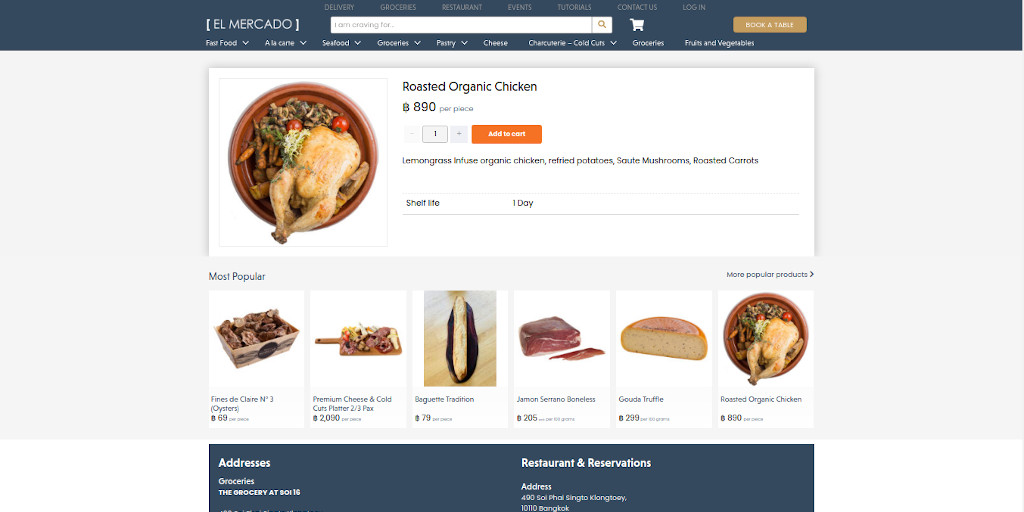 DELIVERY GROCERIES RESTAURANT EVENTS TUTORIALS CONTACT US LOG IN
[ EL MERCADO ]
I am craving for...
BOOK A TABLE
Fast Food A la carte Seafood Groceries Pastry Cheese Charcuterie – Cold Cuts Groceries Fruits and Vegetables
Roasted Organic Chicken
฿ 890 per piece
- 1 + Add to cart
Lemongrass Infuse organic chicken, refried potatoes, Saute Mushrooms, Roasted Carrots
Shelf life 1 Day
Most Popular
More popular products
Fines de Claire N° 3
(Oysters)
฿ 69 per piece
Premium Cheese & Cold
Cuts Platter 2/3 Pax
฿ 2,090 per piece
Baguette Tradition
฿ 79 per piece
Jamon Serrano Boneless
฿ 205 per 100 grams
Gouda Truffle
฿ 299 per 100 grams
Roasted Organic Chicken
฿ 890 per piece
Addresses
Groceries
THE GROCERY AT SOI 16
Restaurant & Reservations
Address
490 Soi Phai Singto Klongtoey,
10110 Bangkok